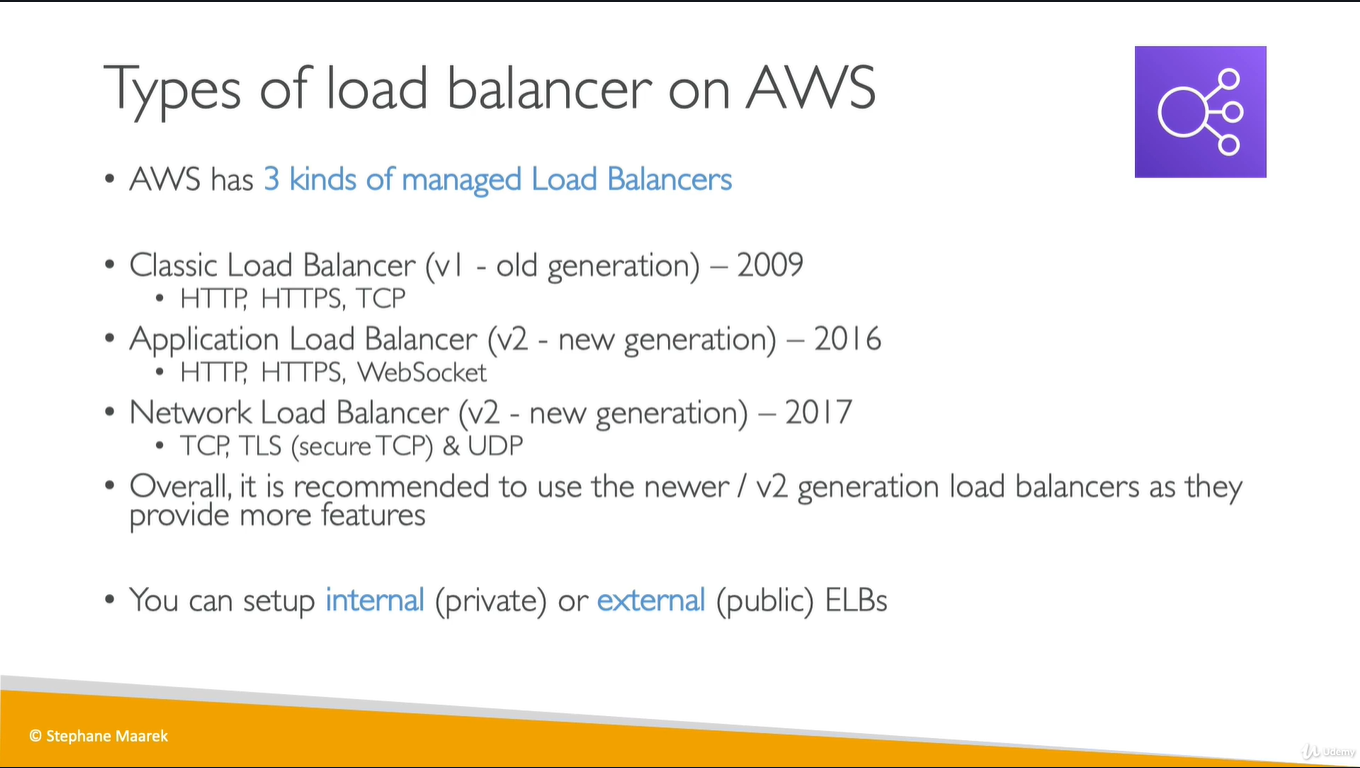 Types of load balancer on AWS
• AWS has 3 kinds of managed Load Balancers
• Classic Load Balancer (v1 - old generation) – 2009
• HTTP, HTTPS, TCP
• Application Load Balancer (v2 - new generation) – 2016
• HTTP, HTTPS, WebSocket
• Network Load Balancer (v2 - new generation) – 2017
• TCP, TLS (secure TCP) & UDP
• Overall, it is recommended to use the newer / v2 generation load balancers as they
provide more features
• You can setup internal (private) or external (public) ELBs
© Stephane Maarek
Udemy